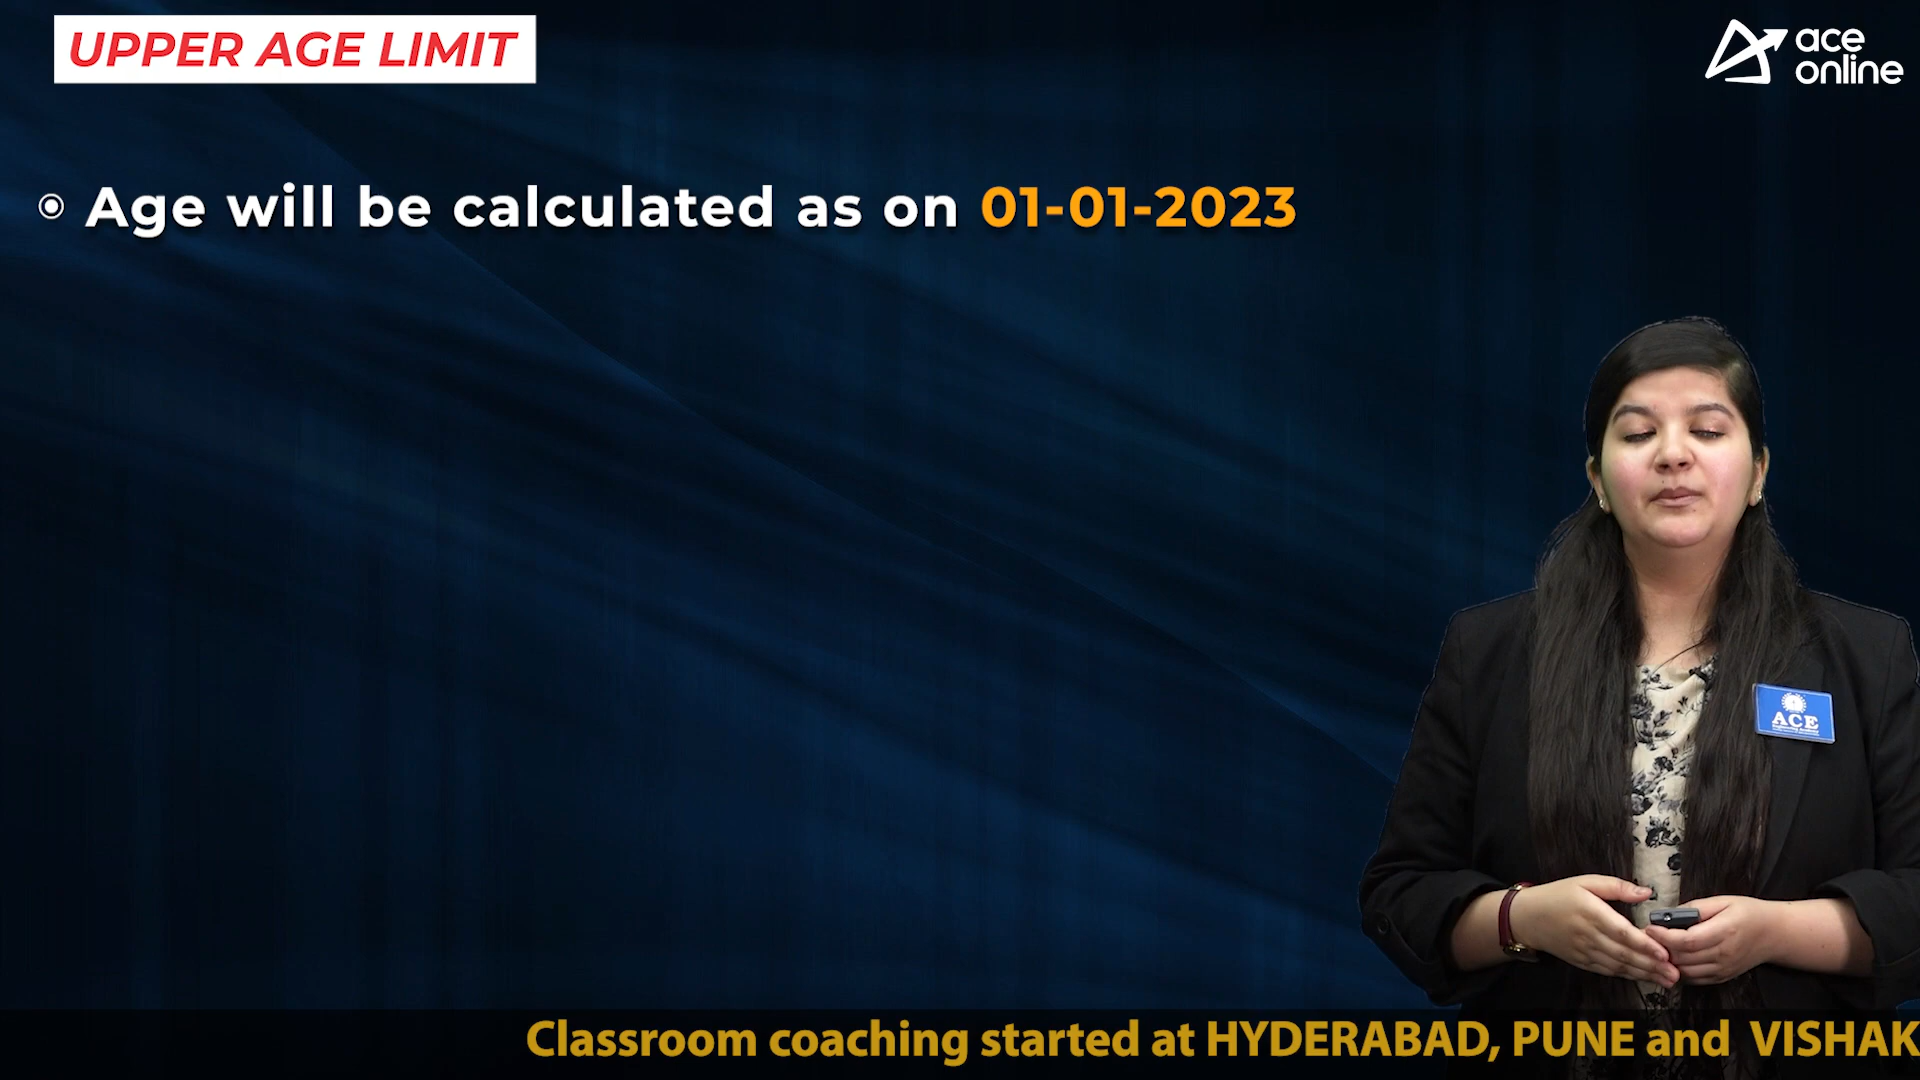 UPPER AGE LIMIT
ace
online
Age will be calculated as on 01-01-2023
ACE
Classroom coaching started at HYDERABAD, PUNE and VISHAK